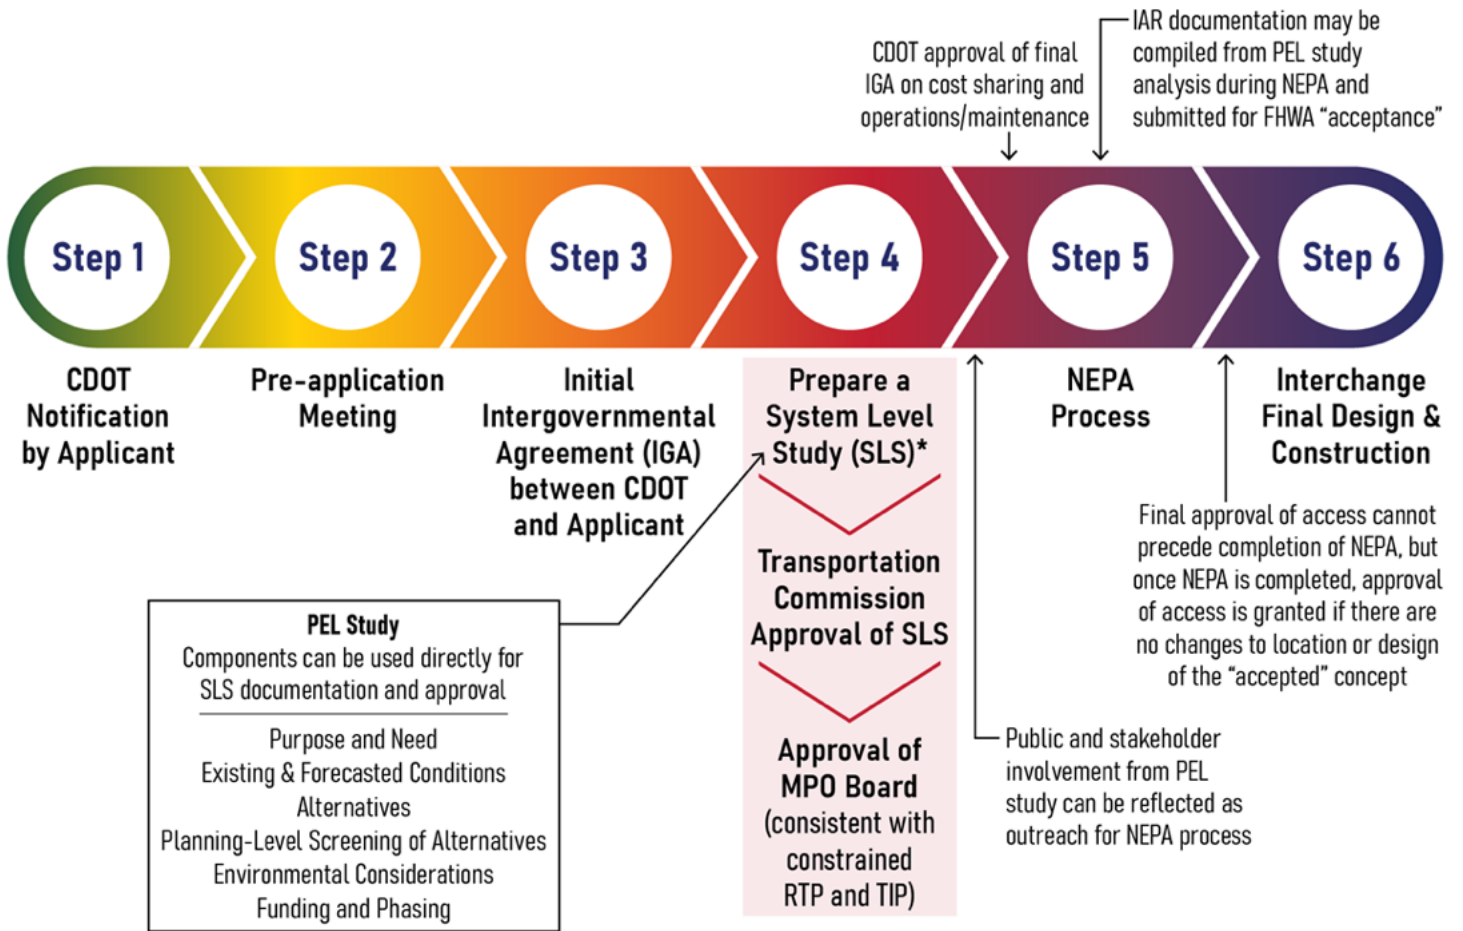 CDOT approval of final
IGA on cost sharing and
operations/maintenance
IAR documentation may be
compiled from PEL study
analysis during NEPA and
submitted for FHWA “acceptance”
Step 1
Step 2
Step 3
Step 4
Step 5
Step 6
CDOT
Notification
by Applicant
Pre-application
Meeting
Initial
Intergovernmental
Agreement (IGA)
between CDOT
and Applicant
Prepare a
System Level
Study (SLS)*
Transportation
Commission
Approval of SLS
Approval of
MPO Board
(consistent with
constrained
RTP and TIP)
NEPA
Process
Interchange
Final Design &
Construction
Final approval of access cannot
precede completion of NEPA, but
once NEPA is completed, approval
of access is granted if there are
no changes to location or design
of the “accepted” concept
Public and stakeholder
involvement from PEL
study can be reflected as
outreach for NEPA process
PEL Study
Components can be used directly for
SLS documentation and approval
Purpose and Need
Existing & Forecasted Conditions
Alternatives
Planning-Level Screening of Alternatives
Environmental Considerations
Funding and Phasing